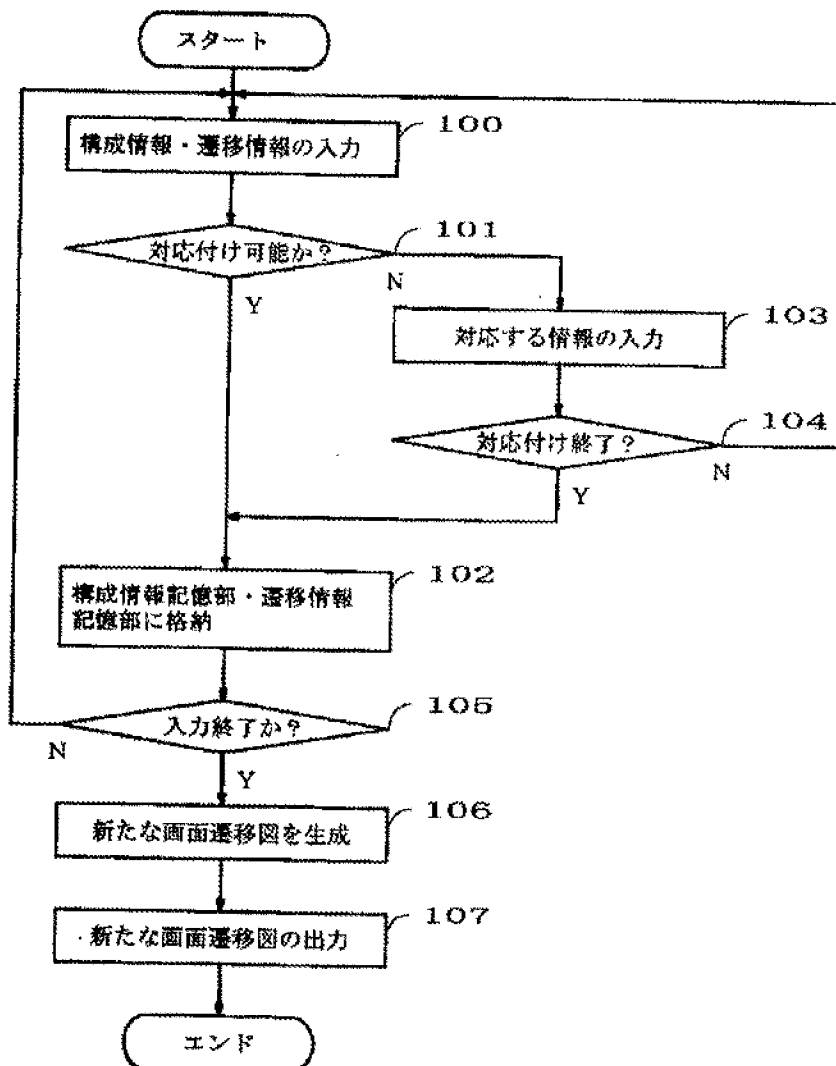 スタート
100
構成情報・遷移情報の入力
101
対応付け可能か?
N
Y
103
対応する情報の入力
104
対応付け終了?
N
Y
102
構成情報記憶部・遷移情報
記憶部に格納
105
入力終了か?
N
Y
106
新たな画面遷移図を生成
107
新たな画面遷移図の出力
エンド